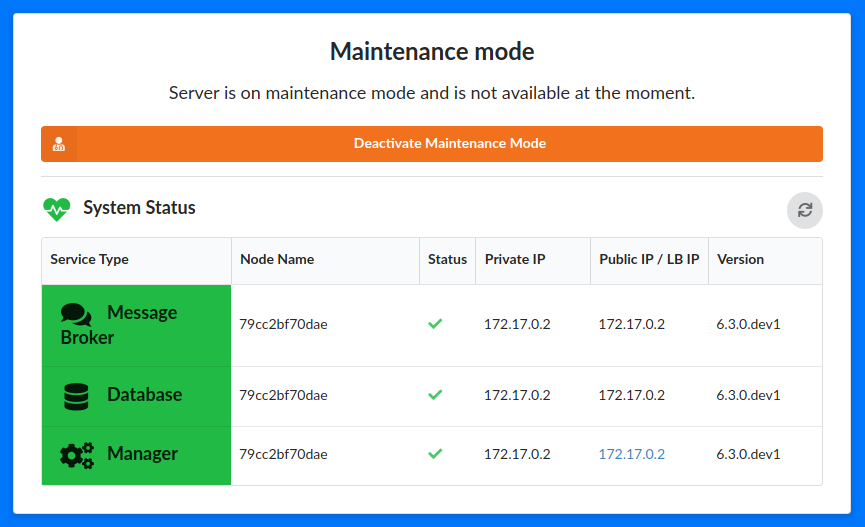 Maintenance mode
Server is on maintenance mode and is not available at the moment.
Deactivate Maintenance Mode
System Status
Service Type Node Name Status Private IP Public IP / LB IP Version
Message
Broker 79cc2bf70dae 172.17.0.2 172.17.0.2 6.3.0.dev1
Database 79cc2bf70dae 172.17.0.2 172.17.0.2 6.3.0.dev1
Manager 79cc2bf70dae 172.17.0.2 172.17.0.2 6.3.0.dev1